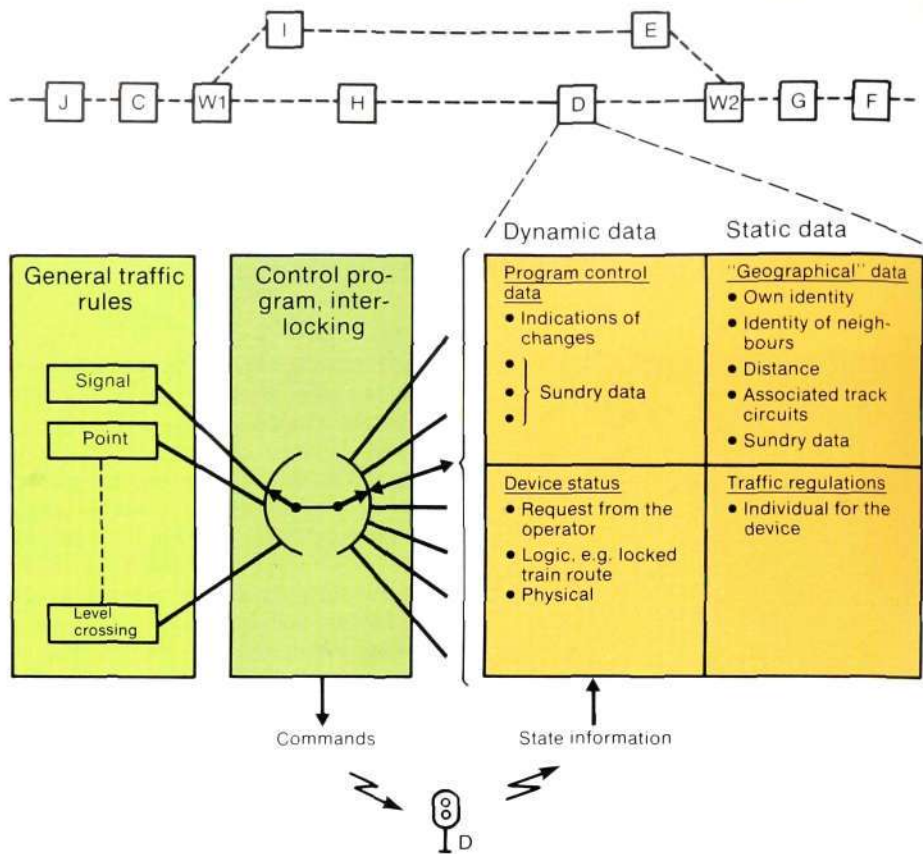 I
E
J
C
W1
H
D
W2
G
F
General traffic
rules
Signal
Point
Level
crossing
Control pro-
gram, inter-
locking
Dynamic data
Static data
Program control
data
• Indications of
changes
•
• Sundry data
•
"Geographical" data
• Own identity
• Identity of neigh-
bours
• Distance
• Associated track
circuits
• Sundry data
Device status
• Request from the
operator
• Logic, e.g. locked
train route
• Physical
Traffic regulations
• Individual for the
device
Commands
State information
D